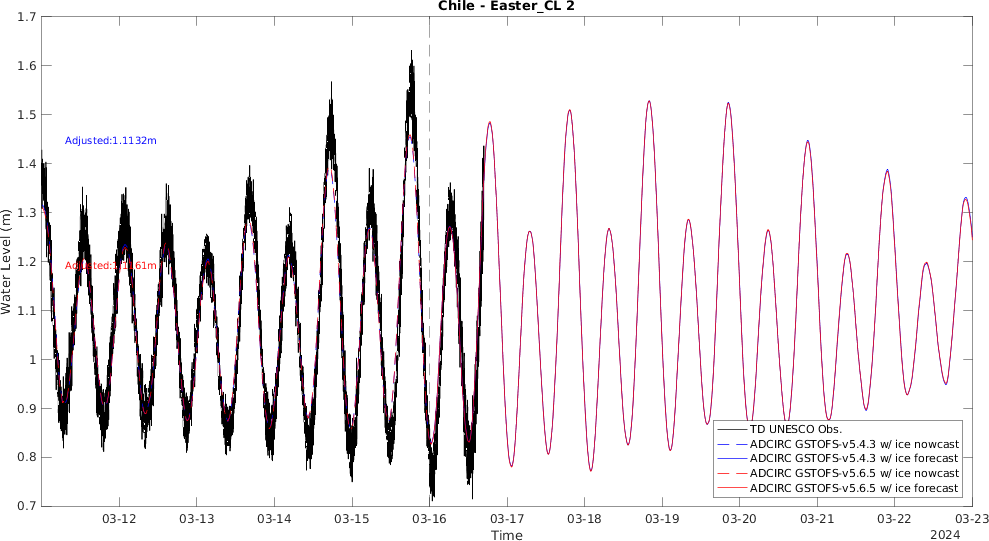 Chile - Easter_CL 2
1.7
1.6
1.5
1.4
1.3
1.2
1.1
1
0.9
0.8
0.7
Water Level (m)
Adjusted:1.1132m
TD UNESCO Obs.
ADCIRC GSTOFS-v5.4.3 w/ ice nowcast
ADCIRC GSTOFS-v5.4.3 w/ ice forecast
ADCIRC GSTOFS-v5.6.5 w/ ice nowcast
ADCIRC GSTOFS-v5.6.5 w/ ice forecast
03-12
03-13
03-14
03-15
03-16
03-17
03-18
03-19
03-20
03-21
03-22
03-23
Time
2024